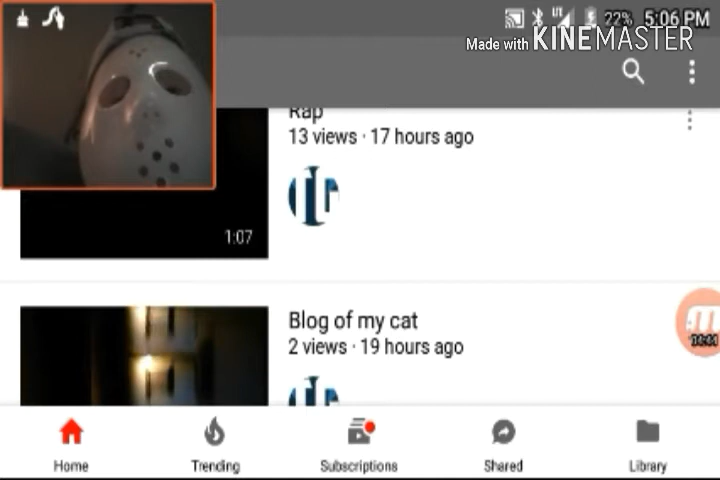 22% 5:06 PM
Made with KINEMASTER
Rap
13 views · 17 hours ago
1:07
Blog of my cat
2 views · 19 hours ago
Home
Trending
Subscriptions
Shared
Library